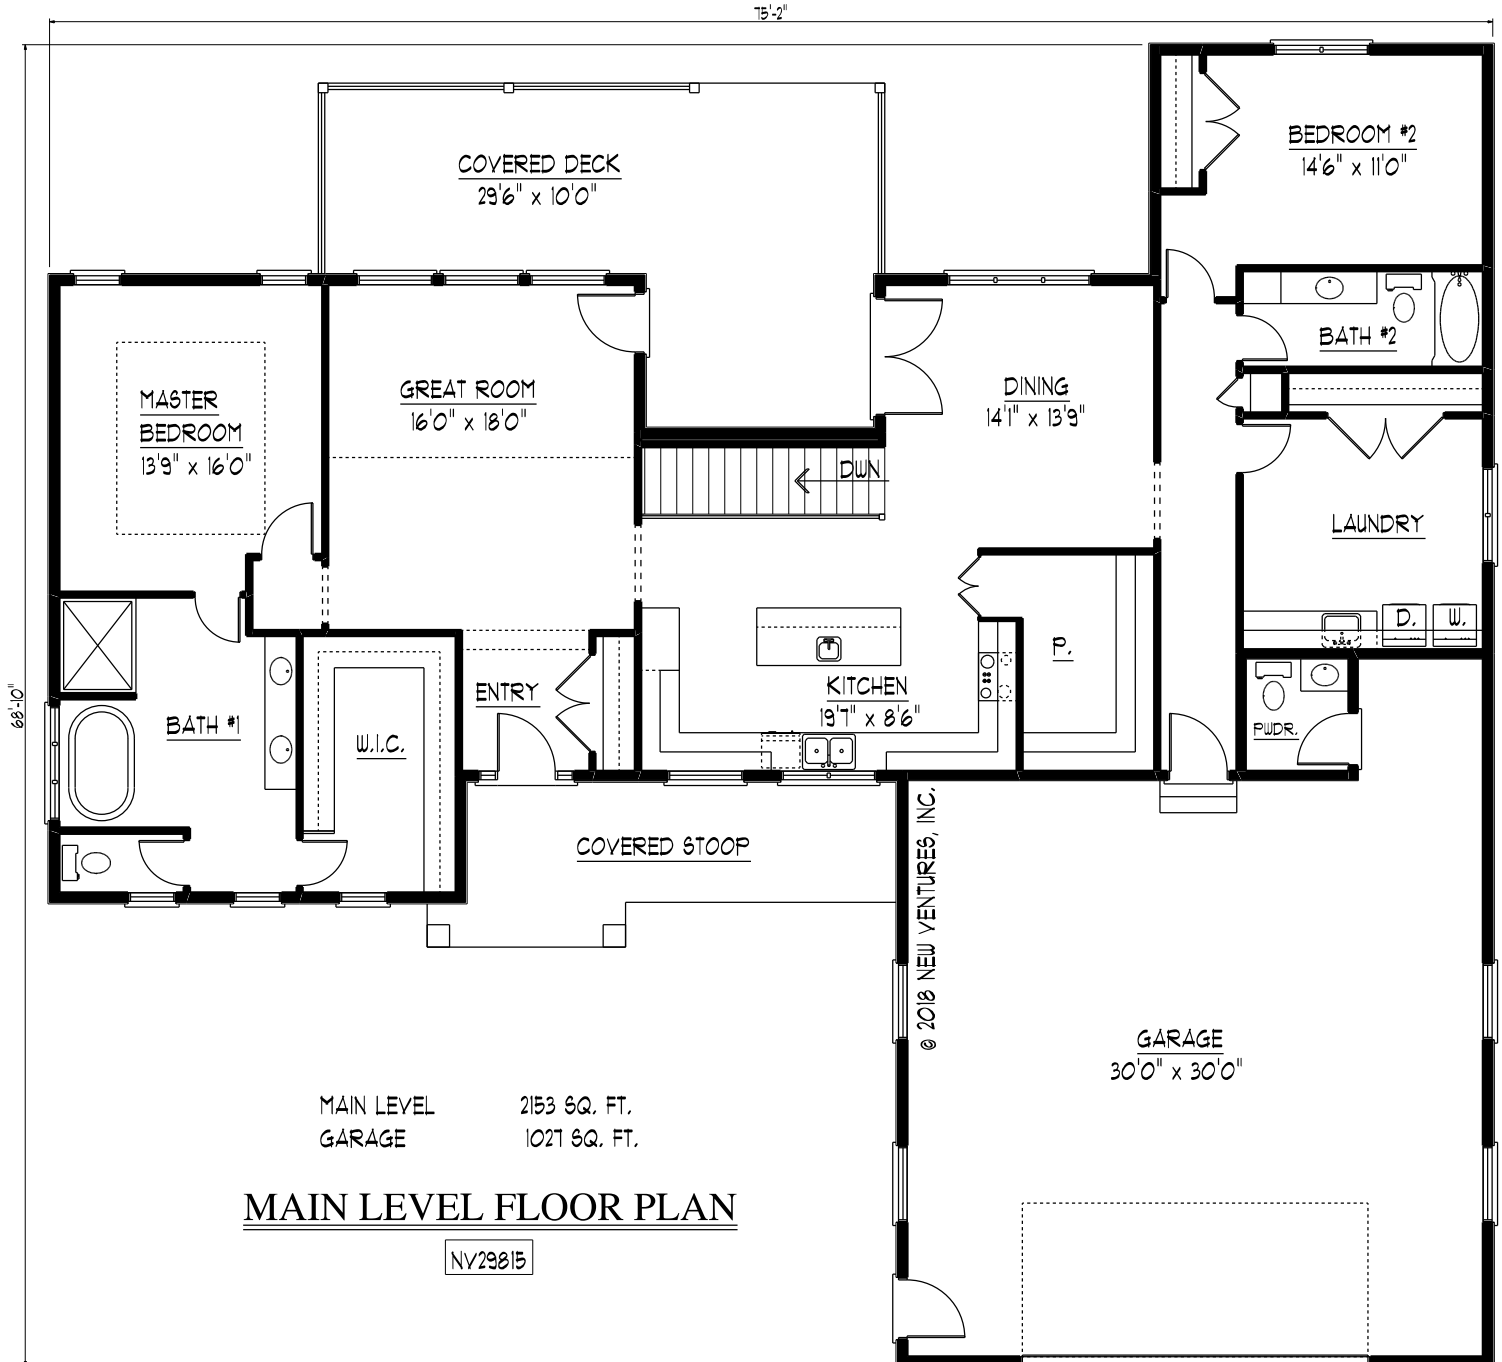 75'-2"
BEDROOM #2
14'6" x 11'0"
COVERED DECK
29'6" x 10'0"
BATH #2
MASTER
BEDROOM
13'9" x 16'0"
GREAT ROOM
16'0" x 18'0"
DINING
14'1" x 13'9"
DWN
LAUNDRY
D.
W.
P.
68'-10"
ENTRY
KITCHEN
19'7" x 8'6"
BATH #1
W.I.C.
PWDR.
COVERED STOOP
© 2018 NEW VENTURES, INC.
GARAGE
30'0" x 30'0"
MAIN LEVEL 2153 SQ. FT.
GARAGE 1027 SQ. FT.
MAIN LEVEL FLOOR PLAN
NV29815